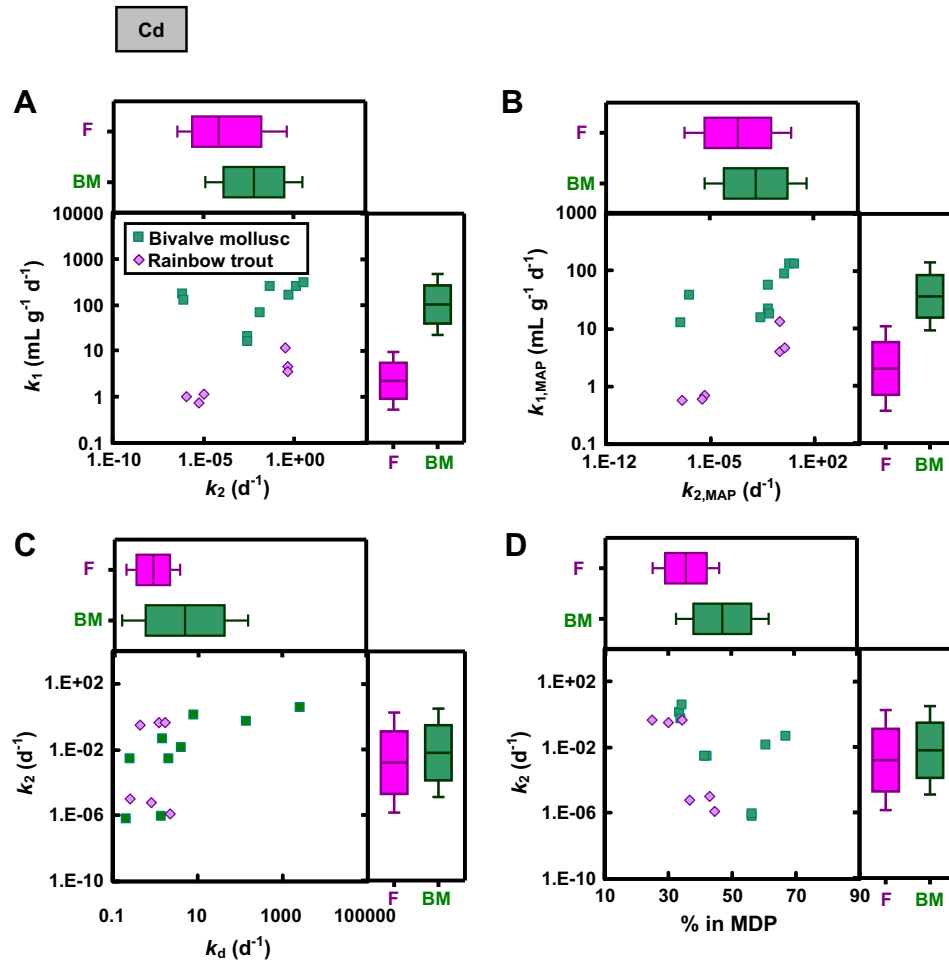 Cd
A
F
BM
10000
1000
100
10
1
0.1
k₁ (mL g⁻¹ d⁻¹)
Bivalve mollusc
Rainbow trout
1.E-10
1.E-05
1.E+00
k₂ (d⁻¹)
F
BM
B
F
BM
1000
100
10
1
0.1
k₁,MAP (mL g⁻¹ d⁻¹)
1.E-12
1.E-05
1.E+02
k₂,MAP (d⁻¹)
F
BM
C
F
BM
1.E+02
1.E-02
1.E-06
1.E-10
k₂ (d⁻¹)
0.1
10
1000
100000
k_d (d⁻¹)
F
BM
D
F
BM
1.E+02
1.E-02
1.E-06
1.E-10
k₂ (d⁻¹)
10
30
50
70
90
% in MDP
F
BM